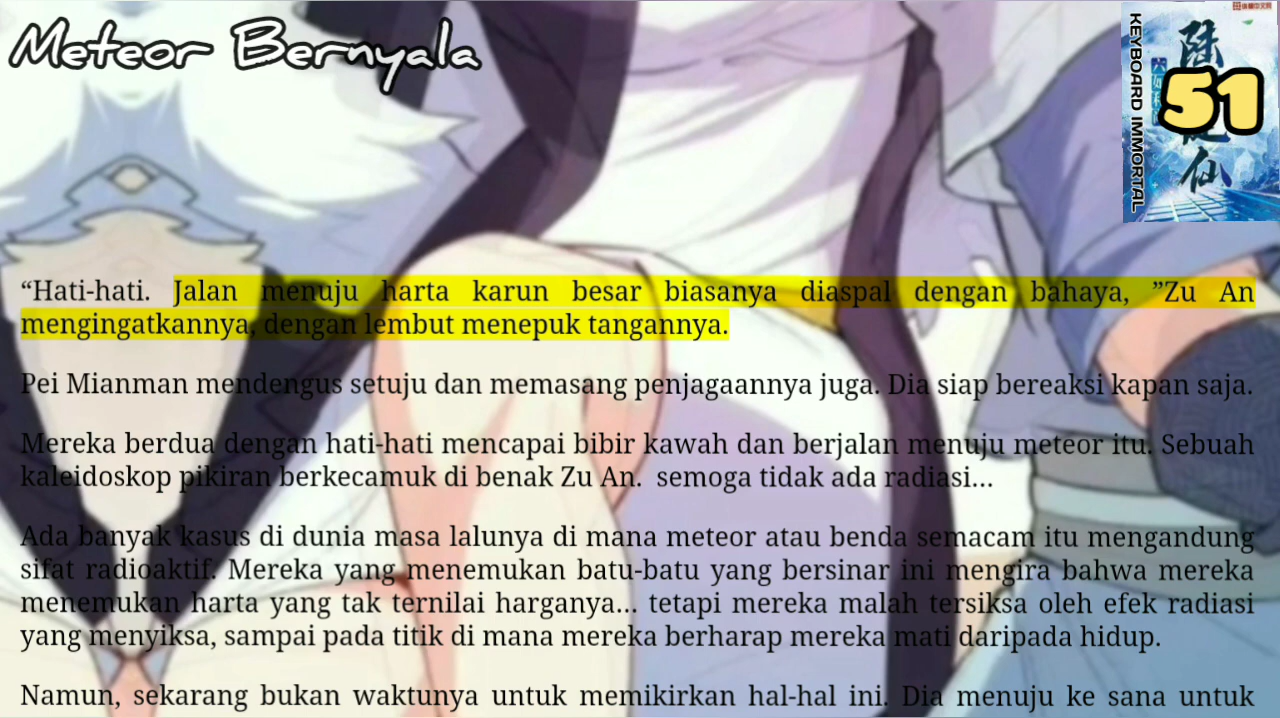 Meteor Bernyala
KEYBOARD IMMORTAL
51
“Hati-hati. Jalan menuju harta karun besar biasanya diaspal dengan bahaya, ”Zu An
mengingatkannya, dengan lembut menepuk tangannya.
Pei Mianman mendengus setuju dan memasang penjagaannya juga. Dia siap bereaksi kapan saja.
Mereka berdua dengan hati-hati mencapai bibir kawah dan berjalan menuju meteor itu. Sebuah
kaleidoskop pikiran berkecamuk di benak Zu An.  semoga tidak ada radiasi…
Ada banyak kasus di dunia masa lalunya di mana meteor atau benda semacam itu mengandung
sifat radioaktif. Mereka yang menemukan batu-batu yang bersinar ini mengira bahwa mereka
menemukan harta yang tak ternilai harganya… tetapi mereka malah tersiksa oleh efek radiasi
yang menyiksa, sampai pada titik di mana mereka berharap mereka mati daripada hidup.
Namun, sekarang bukan waktunya untuk memikirkan hal-hal ini. Dia menuju ke sana untuk